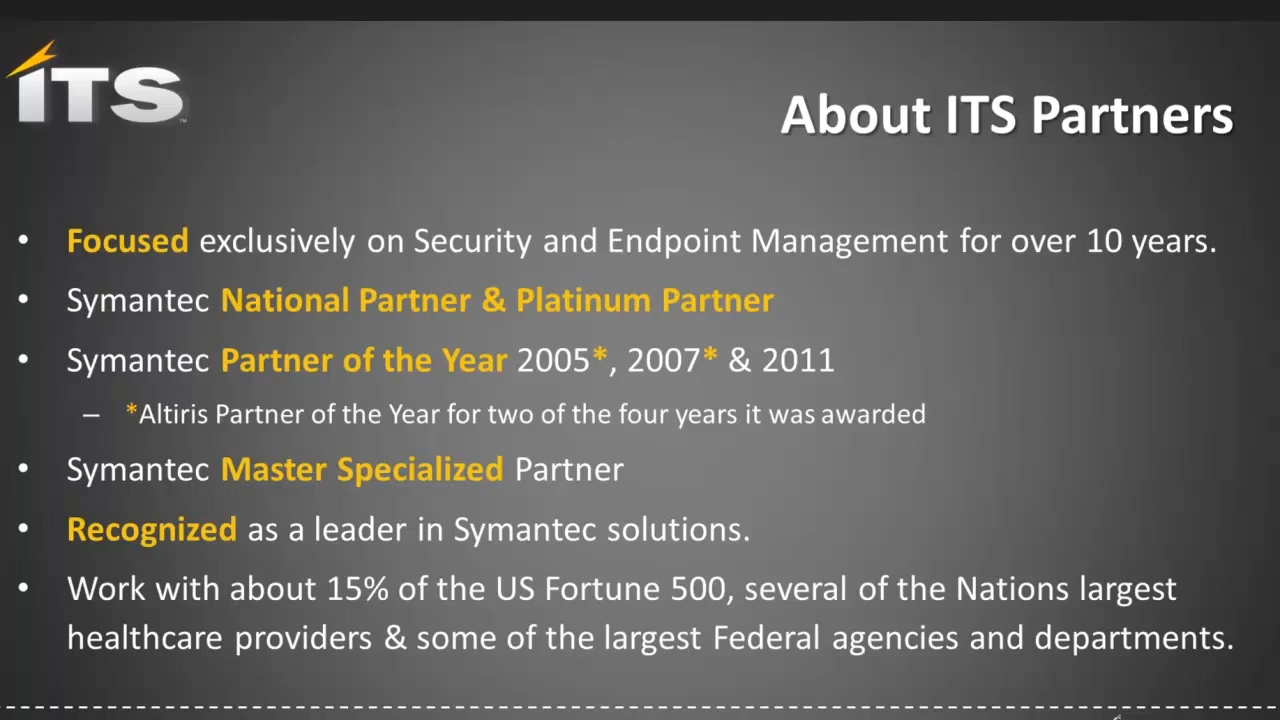 ITS
About ITS Partners
• Focused exclusively on Security and Endpoint Management for over 10 years.
• Symantec National Partner & Platinum Partner
• Symantec Partner of the Year 2005*, 2007* & 2011
– *Altiris Partner of the Year for two of the four years it was awarded
• Symantec Master Specialized Partner
• Recognized as a leader in Symantec solutions.
• Work with about 15% of the US Fortune 500, several of the Nations largest
healthcare providers & some of the largest Federal agencies and departments.